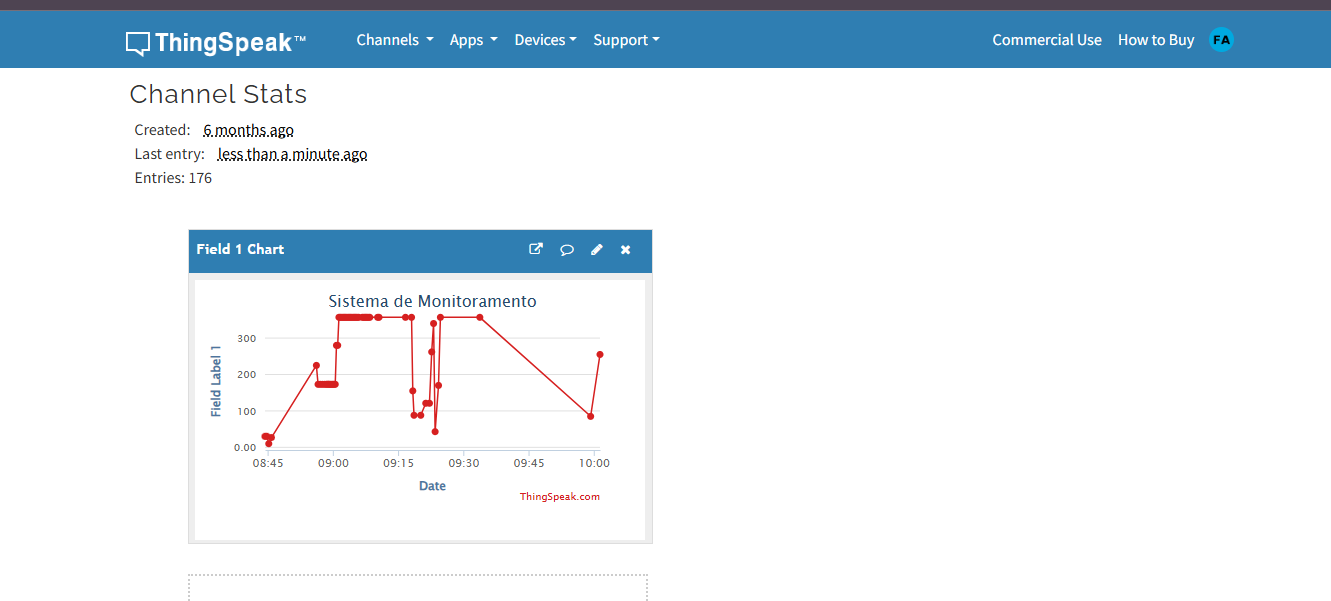 ThingSpeak™ Channels Apps Devices Support Commercial Use How to Buy FA
Channel Stats
Created: 6 months ago
Last entry: less than a minute ago
Entries: 176
Field 1 Chart
Sistema de Monitoramento
Field Label 1
300
200
100
0.00
08:45 09:00 09:15 09:30 09:45 10:00
Date
ThingSpeak.com